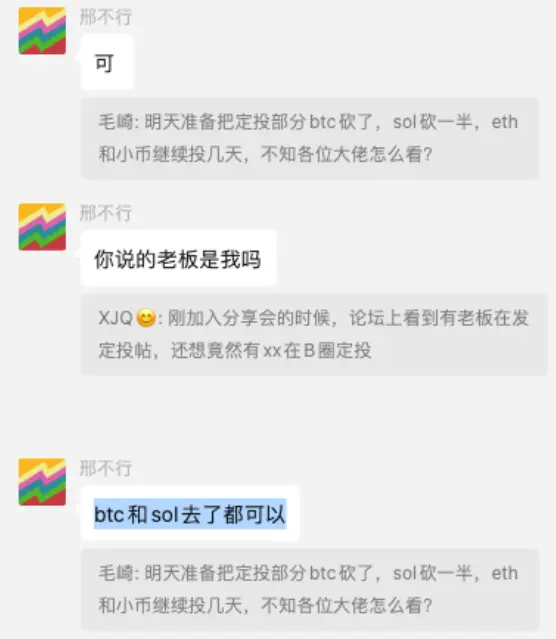 邢不行
可
毛崎: 明天准备把定投部分btc砍了，sol砍一半，eth
和小币继续投几天，不知各位大佬怎么看？
邢不行
你说的老板是我吗
XJQ😊: 刚加入分享会的时候，论坛上看到有老板在发
定投帖，还想竟然有xx在B圈定投
邢不行
btc和sol去了都可以
毛崎: 明天准备把定投部分btc砍了，sol砍一半，eth
和小币继续投几天，不知各位大佬怎么看？